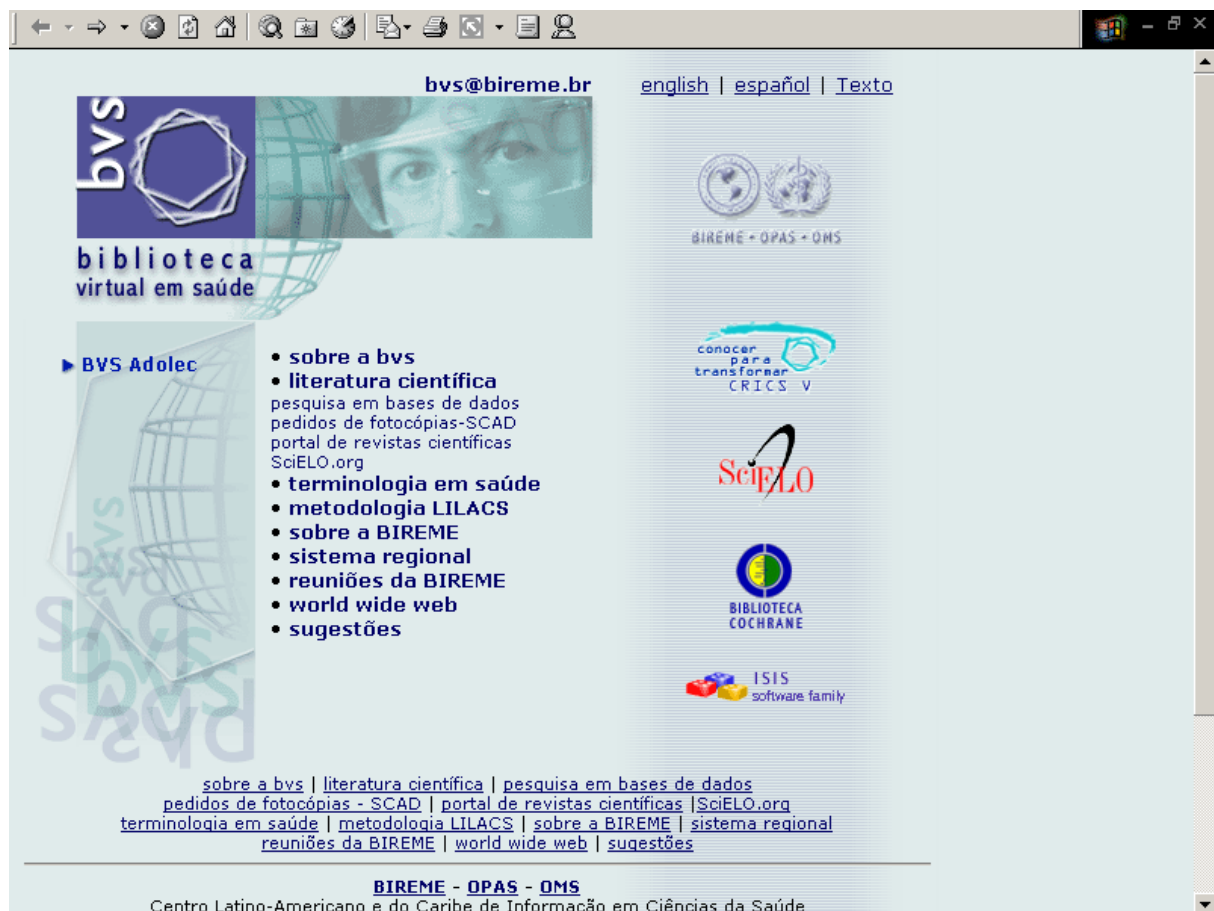 bvs@bireme.br
english | español | Texto
bvs
biblioteca
virtual em saúde
BIREME • OPAS • OMS
BVS Adolec
• sobre a bvs
• literatura científica
pesquisa em bases de dados
pedidos de fotocópias-SCAD
portal de revistas científicas
SciELO.org
• terminologia em saúde
• metodologia LILACS
• sobre a BIREME
• sistema regional
• reuniões da BIREME
• world wide web
• sugestões
conocer
para
transformar
CRICS V
SciELO
BIBLIOTECA
COCHRANE
ISIS
software family
bvs
bvs
bvs
sobre a bvs | literatura científica | pesquisa em bases de dados
pedidos de fotocópias - SCAD | portal de revistas científicas |SciELO.org
terminologia em saúde | metodologia LILACS | sobre a BIREME | sistema regional
reuniões da BIREME | world wide web | sugestões
BIREME - OPAS - OMS
Centro Latino-Americano e do Caribe de Informação em Ciências da Saúde